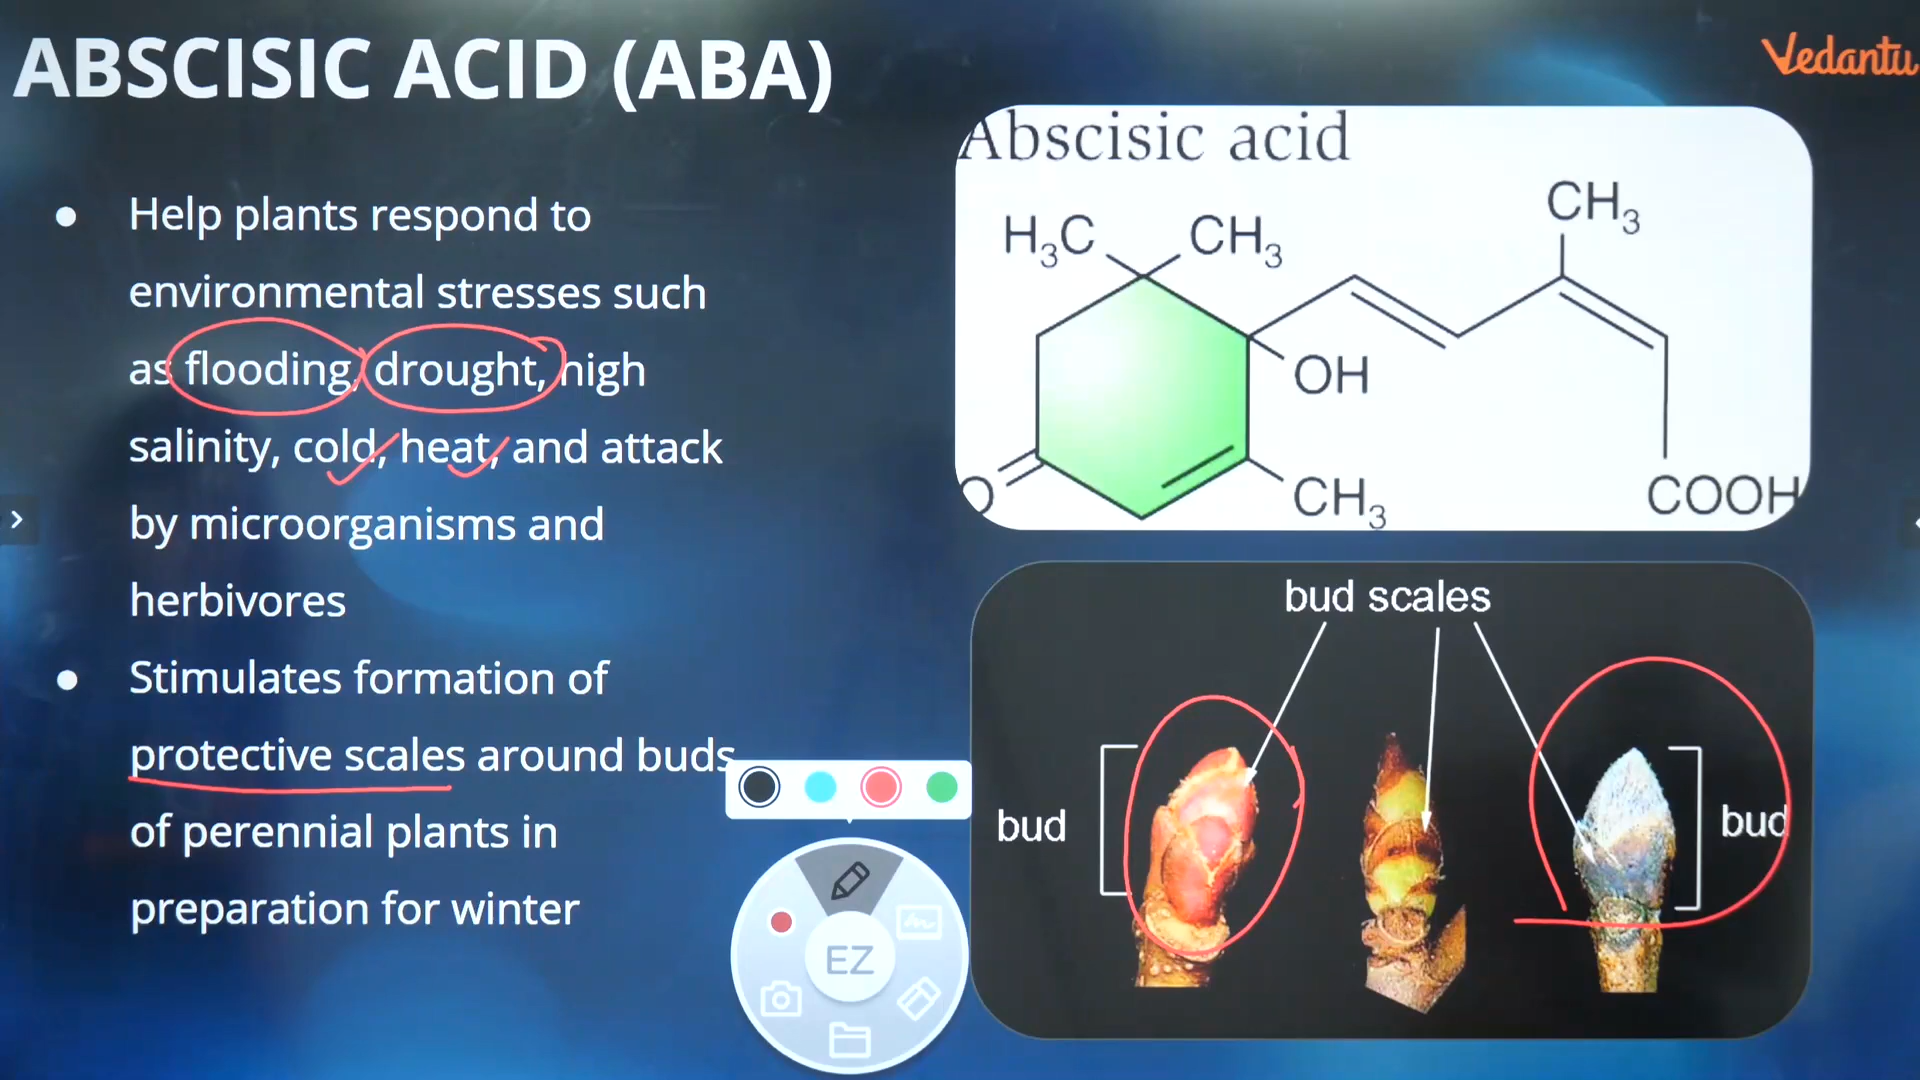 ABSCISIC ACID (ABA)
Vedantu
Help plants respond to
environmental stresses such
as flooding, drought, high
salinity, cold, heat, and attack
by microorganisms and
herbivores
Stimulates formation of
protective scales around buds
of perennial plants in
preparation for winter
Abscisic acid
H3C
CH3
CH3
OH
O
CH3
COOH
bud scales
bud
bud
EZ